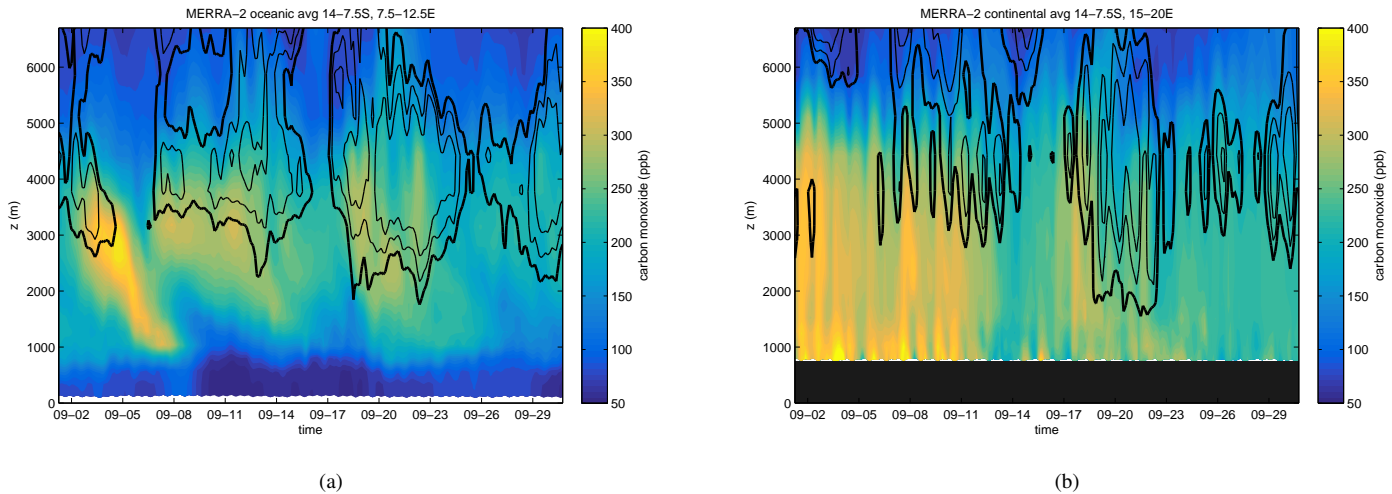 MERRA−2 oceanic avg 14−7.5S, 7.5−12.5E
z (m)
6000
5000
4000
3000
2000
1000
0
09−02 09−05 09−08 09−11 09−14 09−17 09−20 09−23 09−26 09−29
time
400
350
300
250
200
150
100
50
carbon monoxide (ppb)
(a)
MERRA−2 continental avg 14−7.5S, 15−20E
z (m)
6000
5000
4000
3000
2000
1000
0
09−02 09−05 09−08 09−11 09−14 09−17 09−20 09−23 09−26 09−29
time
400
350
300
250
200
150
100
50
carbon monoxide (ppb)
(b)